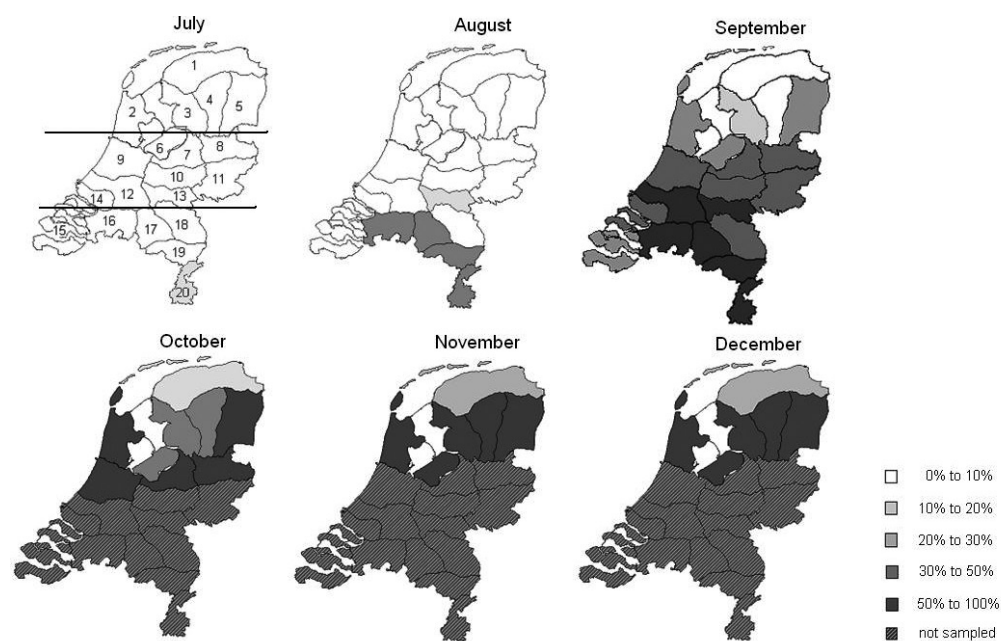 July
August
September
1
2
3
4
5
6
7
8
9
10
11
12
13
14
15
16
17
18
19
20
October
November
December
0% to 10%
10% to 20%
20% to 30%
30% to 50%
50% to 100%
not sampled